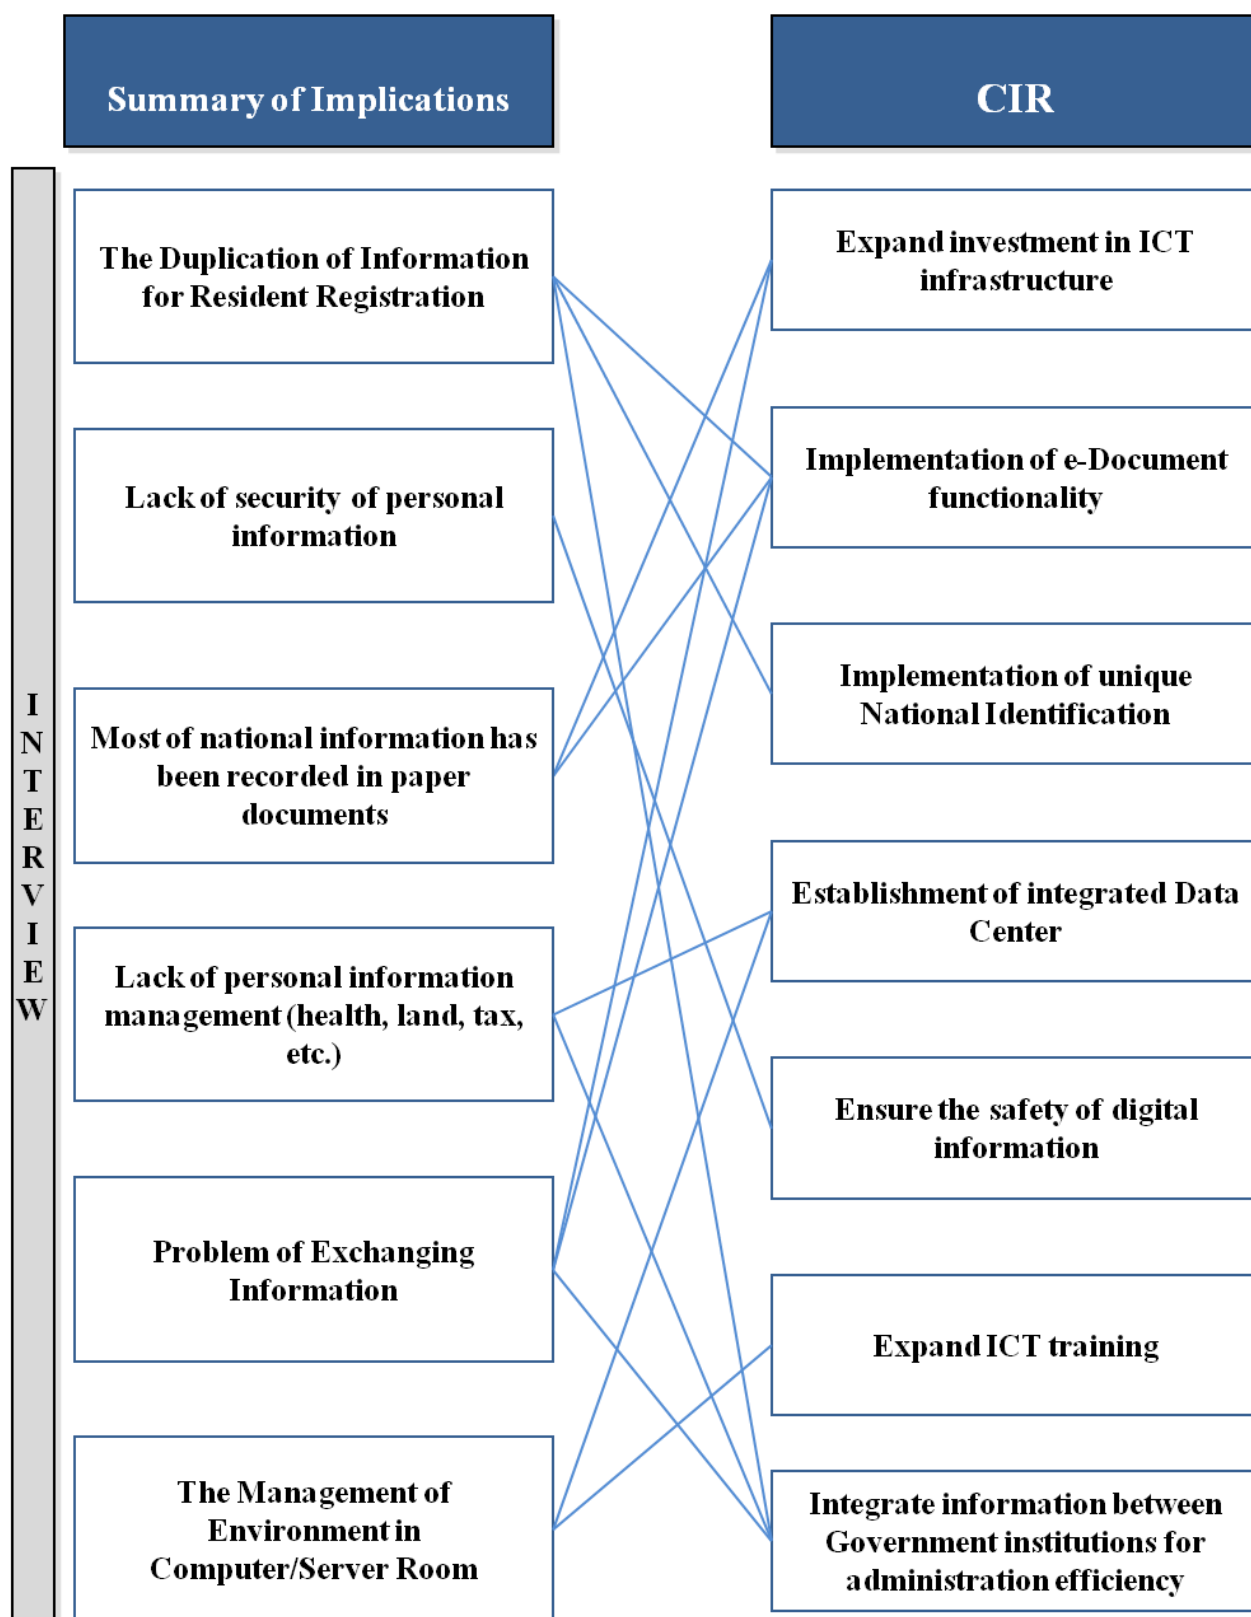 Summary of Implications
CIR
INTERVIEW
The Duplication of Information
for Resident Registration
Lack of security of personal
information
Most of national information has
been recorded in paper
documents
Lack of personal information
management (health, land, tax,
etc.)
Problem of Exchanging
Information
The Management of
Environment in
Computer/Server Room
Expand investment in ICT
infrastructure
Implementation of e-Document
functionality
Implementation of unique
National Identification
Establishment of integrated Data
Center
Ensure the safety of digital
information
Expand ICT training
Integrate information between
Government institutions for
administration efficiency